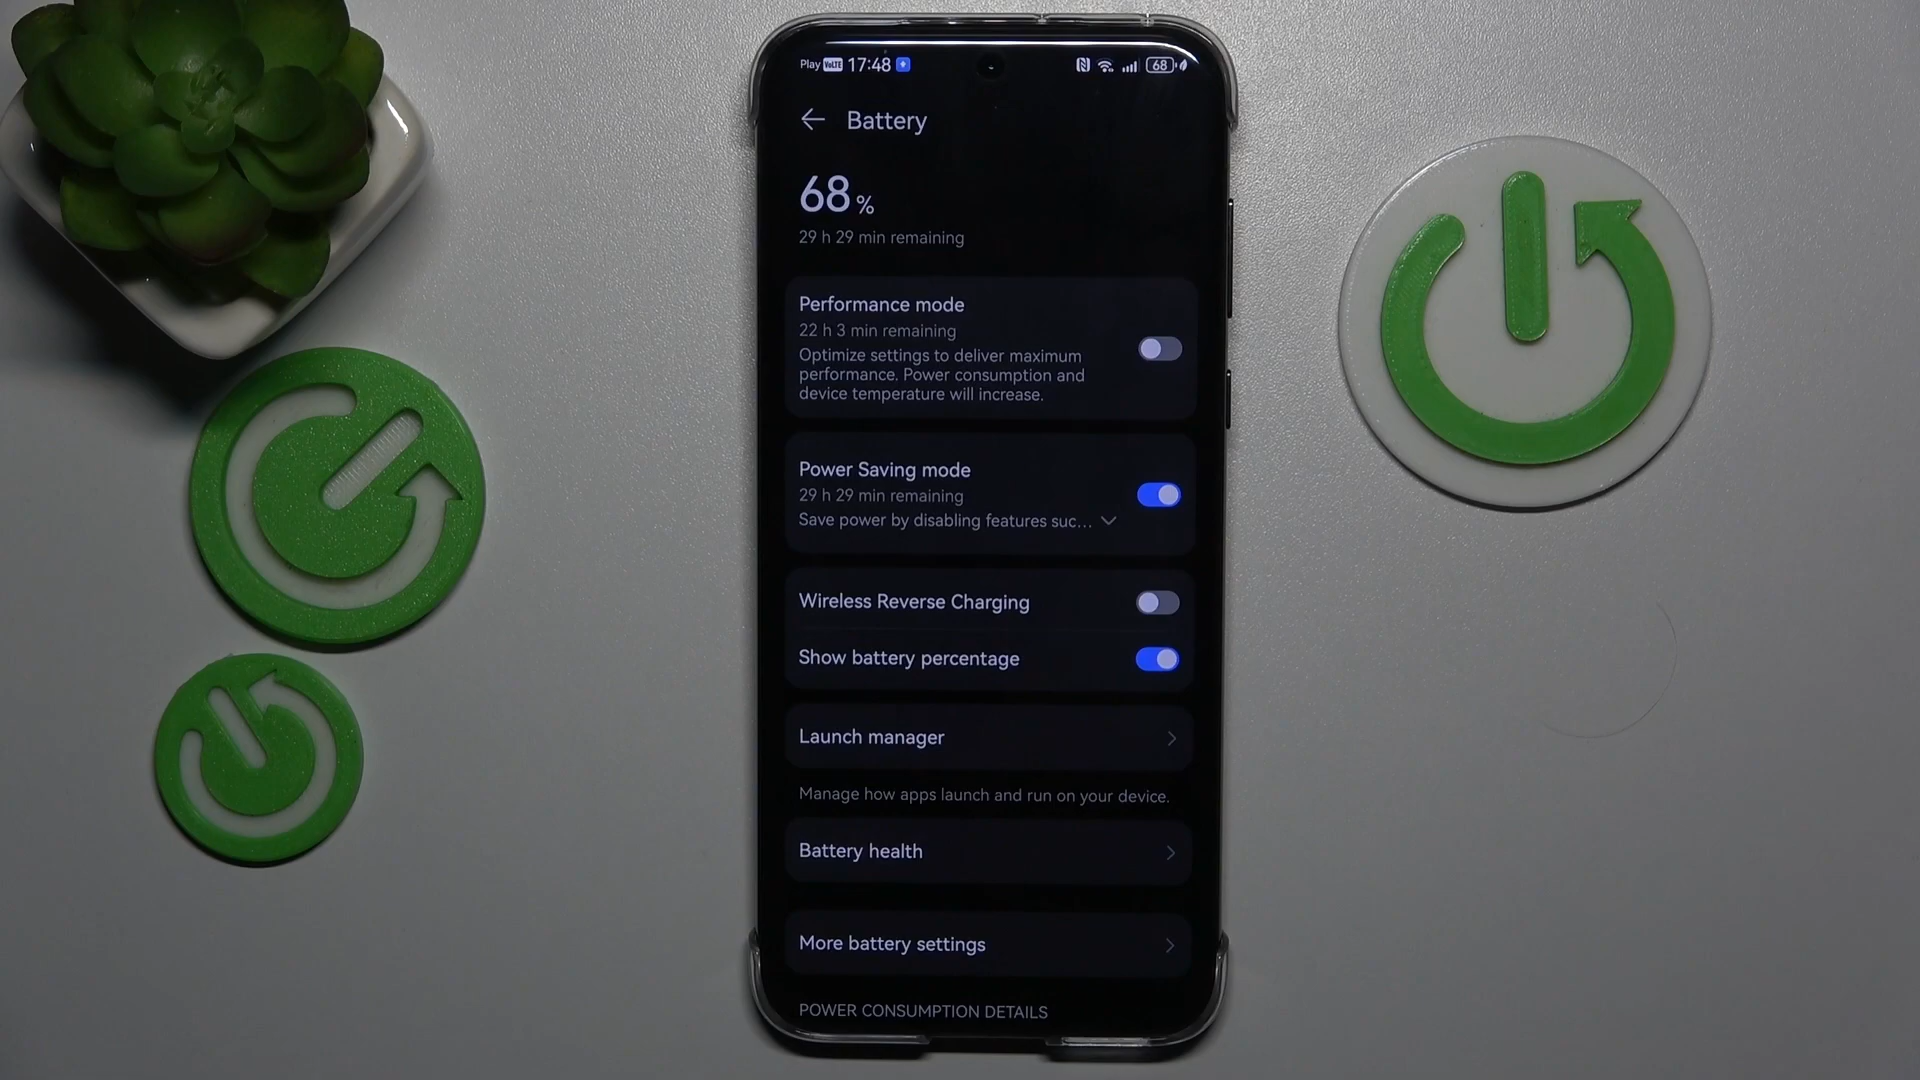 Play VoLTE 17:48 68
Battery
68 %
29 h 29 min remaining
Performance mode
22 h 3 min remaining
Optimize settings to deliver maximum
performance. Power consumption and
device temperature will increase.
Power Saving mode
29 h 29 min remaining
Save power by disabling features suc...
Wireless Reverse Charging
Show battery percentage
Launch manager
Manage how apps launch and run on your device.
Battery health
More battery settings
POWER CONSUMPTION DETAILS